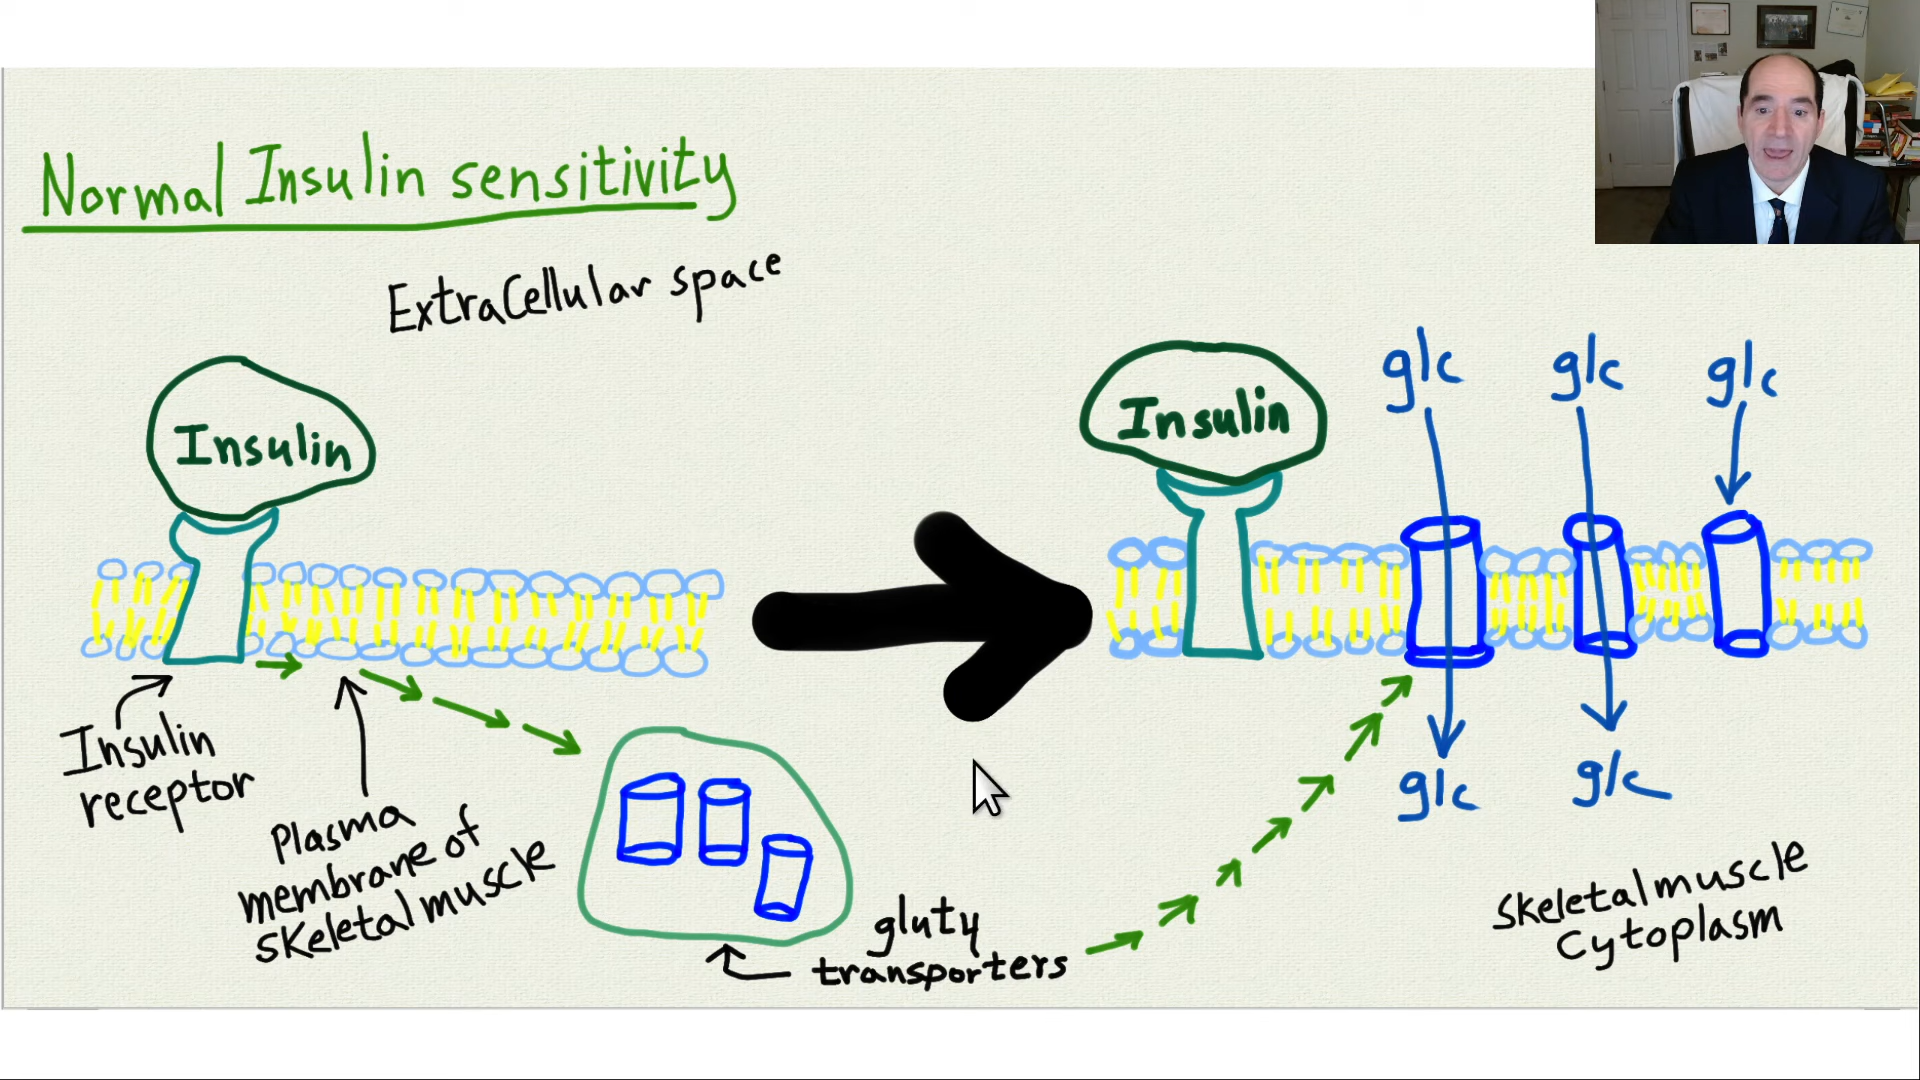 Normal Insulin sensitivity
Extracellular space
Insulin
Insulin
receptor
Plasma
membrane of
skeletal muscle
gluty
transporters
Insulin
glc
glc
glc
glc
glc
skeletal muscle
cytoplasm